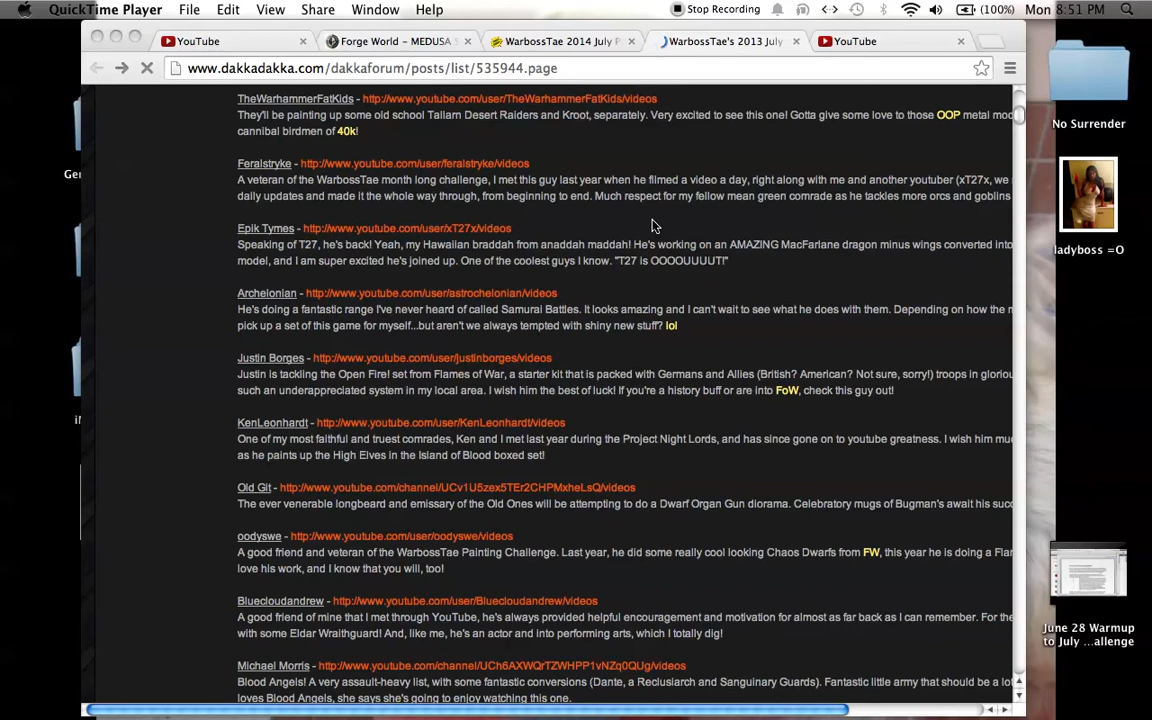 QuickTime Player File Edit View Share Window Help Stop Recording (100%) Mon 8:51 PM
YouTube Forge World – MEDUSA S WarbossTae 2014 July P WarbossTae's 2013 July YouTube
www.dakkadakka.com/dakkaforum/posts/list/535944.page
TheWarhammerFatKids - http://www.youtube.com/user/TheWarhammerFatKids/videos
They'll be painting up some old school Tallarn Desert Raiders and Kroot, separately. Very excited to see this one! Gotta give some love to those OOP metal mod
cannibal birdmen of 40k!
Feralstryke - http://www.youtube.com/user/feralstryke/videos
A veteran of the WarbossTae month long challenge, I met this guy last year when he filmed a video a day, right along with me and another youtuber (xT27x, we
daily updates and made it the whole way through, from beginning to end. Much respect for my fellow mean green comrade as he tackles more orcs and goblins
Epik Tymes - http://www.youtube.com/user/xT27x/videos
Speaking of T27, he's back! Yeah, my Hawaiian braddah from anaddah maddah! He's working on an AMAZING MacFarlane dragon minus wings converted into
model, and I am super excited he's joined up. One of the coolest guys I know. "T27 is OOOOUUUUT!"
Archelonian - http://www.youtube.com/user/astrochelonian/videos
He's doing a fantastic range I've never heard of called Samurai Battles. It looks amazing and I can't wait to see what he does with them. Depending on how the m
pick up a set of this game for myself...but aren't we always tempted with shiny new stuff? lol
Justin Borges - http://www.youtube.com/user/justinborges/videos
Justin is tackling the Open Fire! set from Flames of War, a starter kit that is packed with Germans and Allies (British? American? Not sure, sorry!) troops in gloriou
such an underappreciated system in my local area. I wish him the best of luck! If you're a history buff or are into FoW, check this guy out!
KenLeonhardt - http://www.youtube.com/user/KenLeonhardt/videos
One of my most faithful and truest comrades, Ken and I met last year during the Project Night Lords, and has since gone on to youtube greatness. I wish him mu
as he paints up the High Elves in the Island of Blood boxed set!
Old Git - http://www.youtube.com/channel/UCv1U5zex5TEr2CHPMxheLsQ/videos
The ever venerable longbeard and emissary of the Old Ones will be attempting to do a Dwarf Organ Gun diorama. Celebratory mugs of Bugman's await his succ
oodyswe - http://www.youtube.com/user/oodyswe/videos
A good friend and veteran of the WarbossTae Painting Challenge. Last year, he did some really cool looking Chaos Dwarfs from FW, this year he is doing a Flar
love his work, and I know that you will, too!
Bluecloudandrew - http://www.youtube.com/user/Bluecloudandrew/videos
A good friend of mine that I met through YouTube, he's always provided helpful encouragement and motivation for almost as far back as I can remember. For the
with some Eldar Wraithguard! And, like me, he's an actor and into performing arts, which I totally dig!
Michael Morris - http://www.youtube.com/channel/UCh6AXWQrTZWHPP1vNZq0QUg/videos
Blood Angels! A very assault-heavy list, with some fantastic conversions (Dante, a Reclusiarch and Sanguinary Guards). Fantastic little army that should be a lot
loves Blood Angels, she says she's going to enjoy watching this one.
No Surrender
ladyboss =O
June 28 Warmup
to July ...allenge
Ger